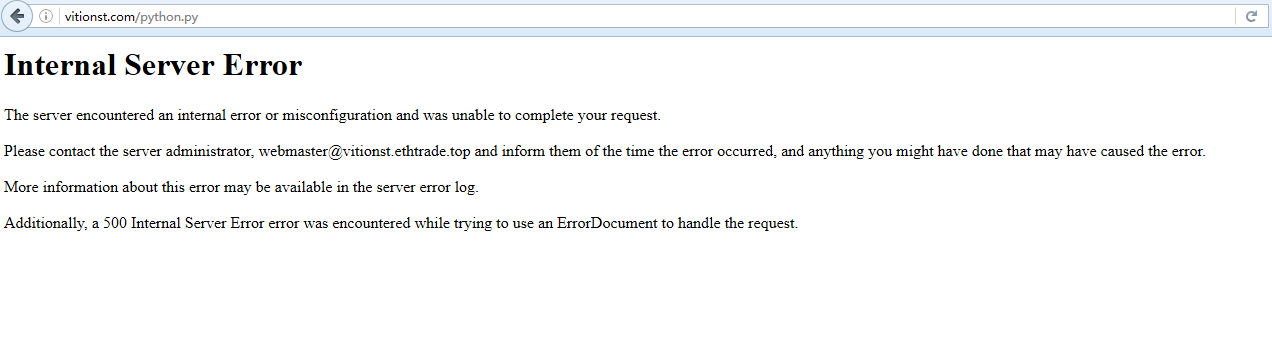 vitionst.com/python.py
Internal Server Error
The server encountered an internal error or misconfiguration and was unable to complete your request.
Please contact the server administrator, webmaster@vitionst.ethtrade.top and inform them of the time the error occurred, and anything you might have done that may have caused the error.
More information about this error may be available in the server error log.
Additionally, a 500 Internal Server Error error was encountered while trying to use an ErrorDocument to handle the request.